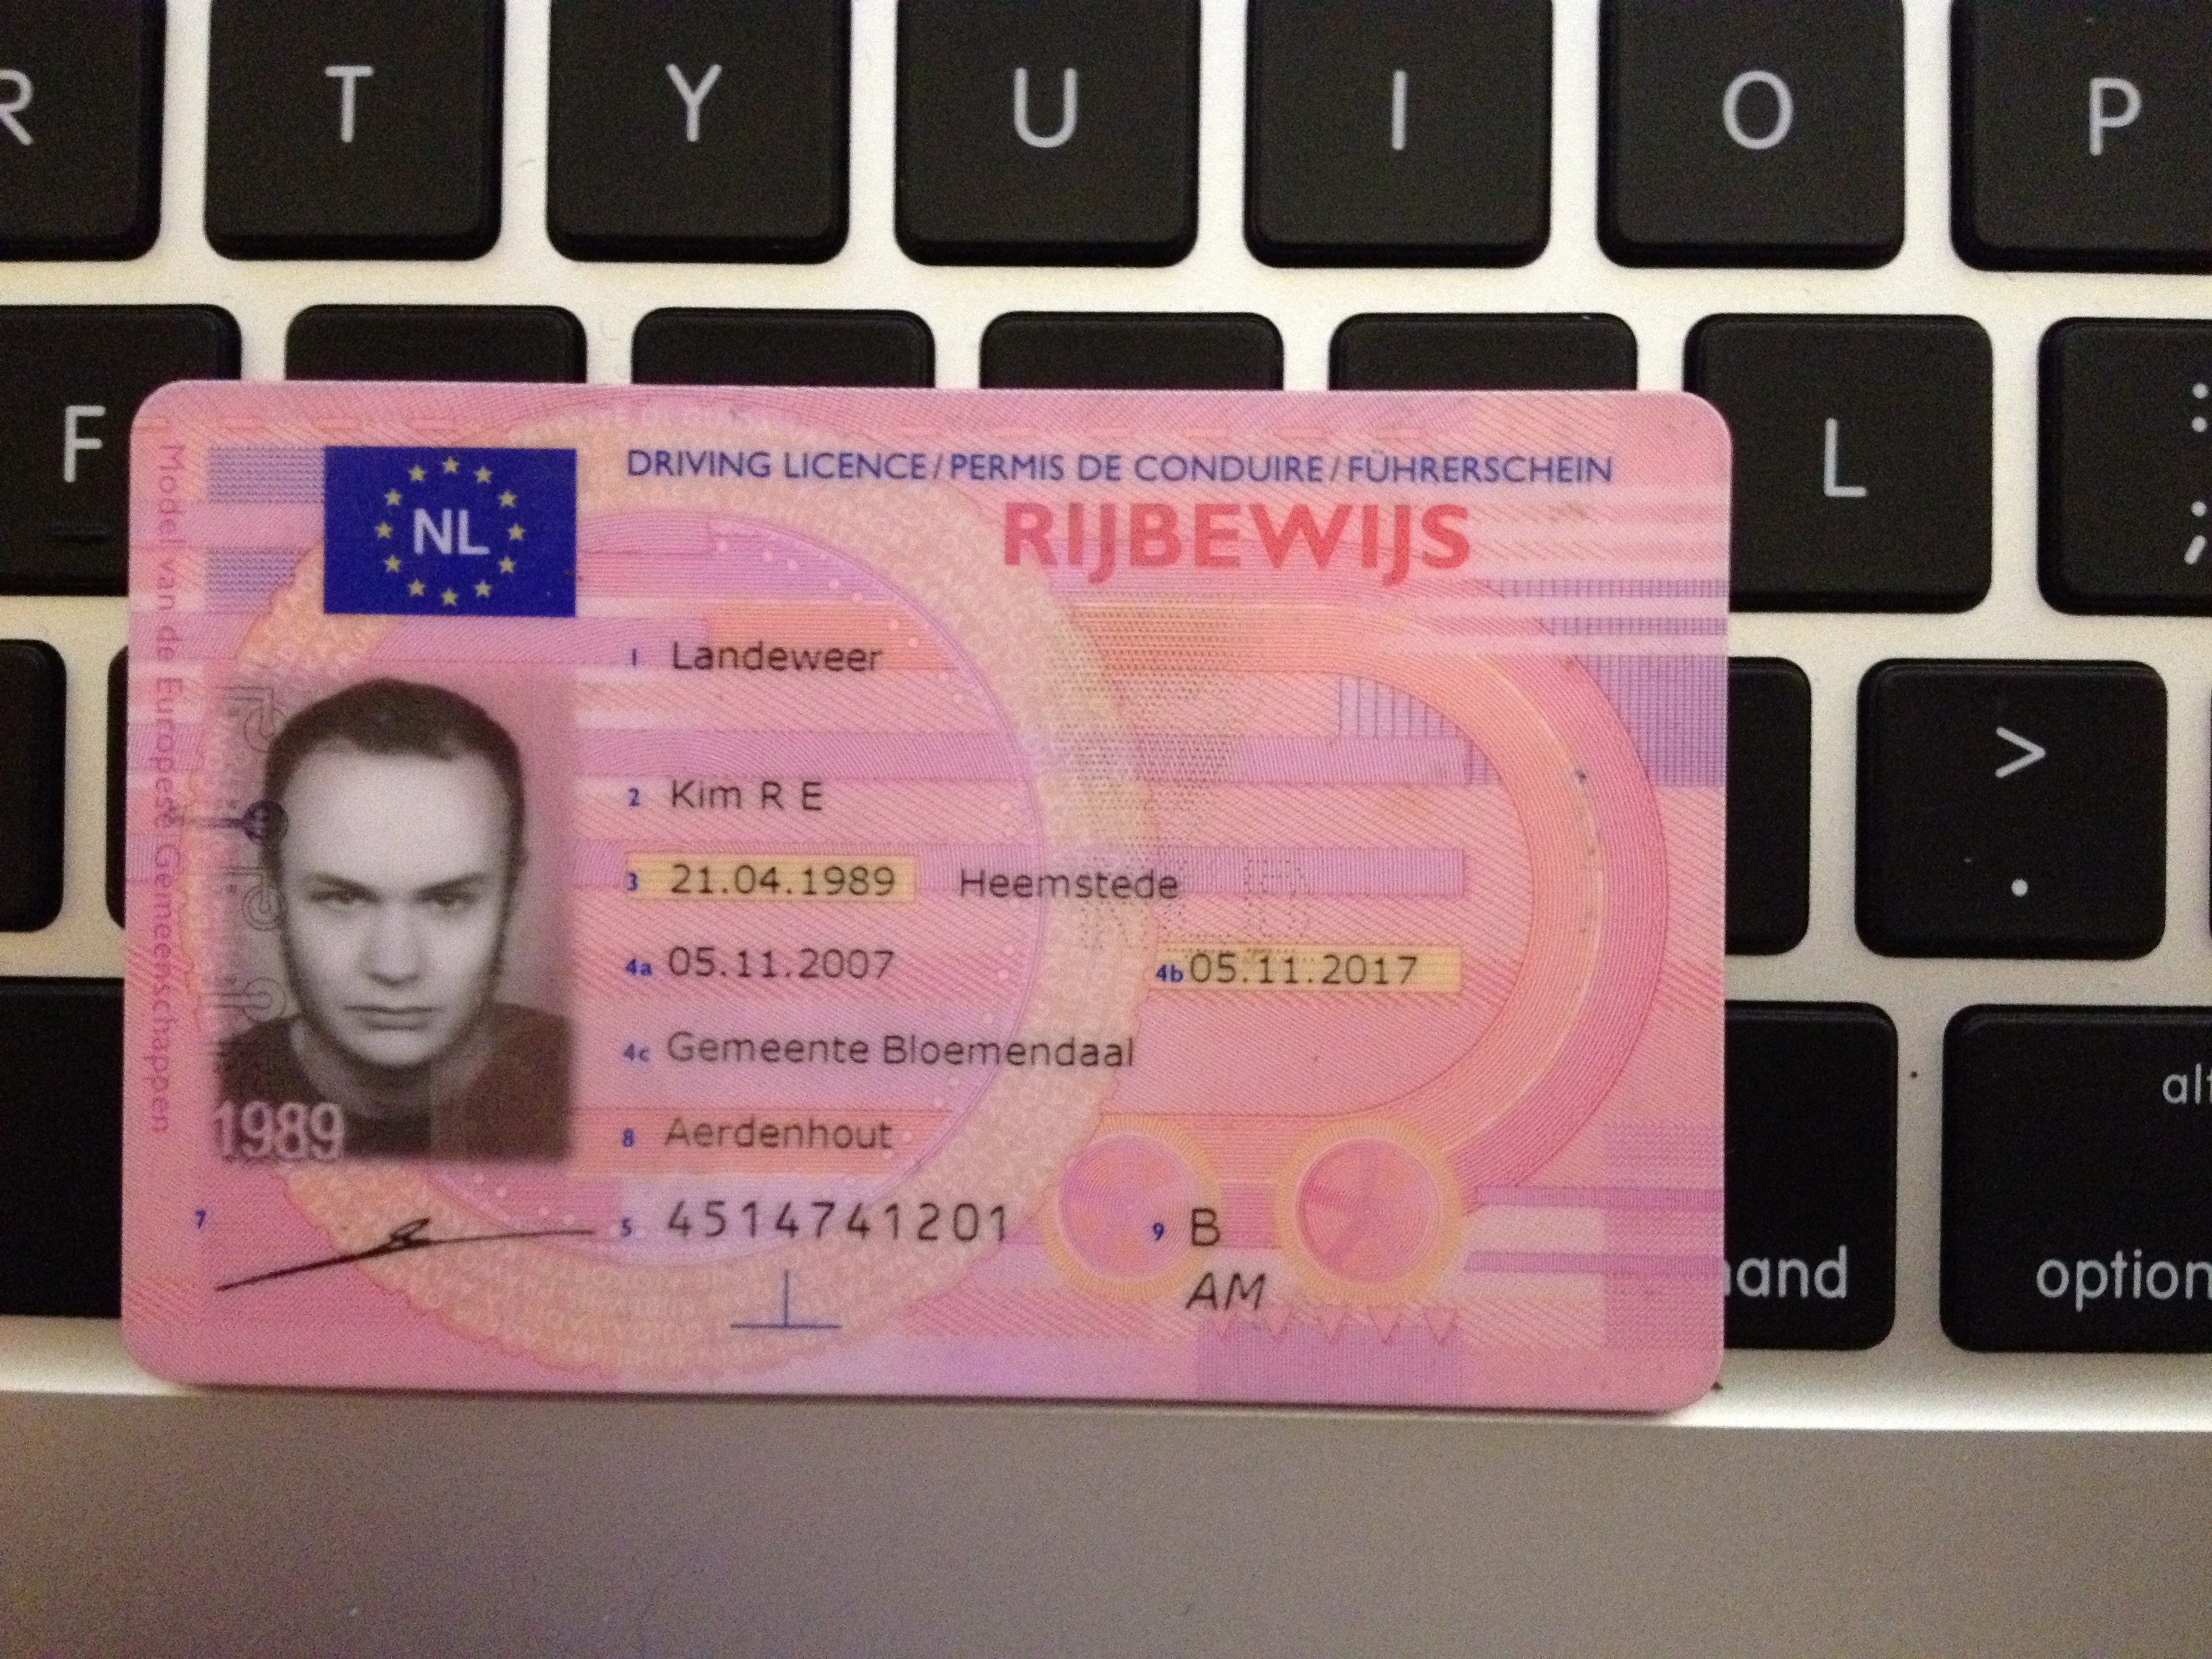 Model van de Europese Gemeenschappen
NL
DRIVING LICENCE/PERMIS DE CONDUIRE/FÜHRERSCHEIN
RIJBEWIJS
1 Landeweer
2 Kim R E
3 21.04.1989 Heemstede
4a 05.11.2007 4b 05.11.2017
4c Gemeente Bloemendaal
8 Aerdenhout
5 4514741201 9 B
AM
1989
7
R T Y U I O P
F L ; :
> .
and
alt
option